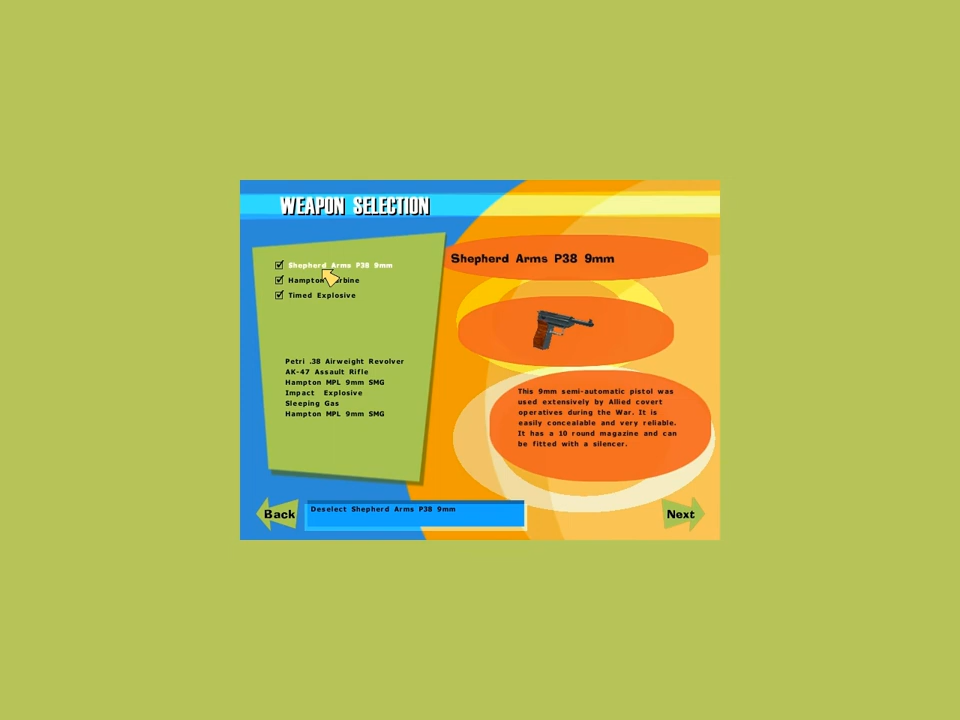 WEAPON SELECTION
Shepherd Arms P38 9mm
Hampton
Timed Explosive
Petri .38 Airweight Revolver
AK-47 Assault Rifle
Hampton MPL 9mm SMG
Impact Explosive
Sleeping Gas
Hampton MPL 9mm SMG
Shepherd Arms P38 9mm
This 9mm semi-automatic pistol was
used extensively by Allied covert
operatives during the War. It is
easily concealable and very reliable.
It has a 10 round magazine and can
be fitted with a silencer.
Back
Deselect Shepherd Arms P38 9mm
Next